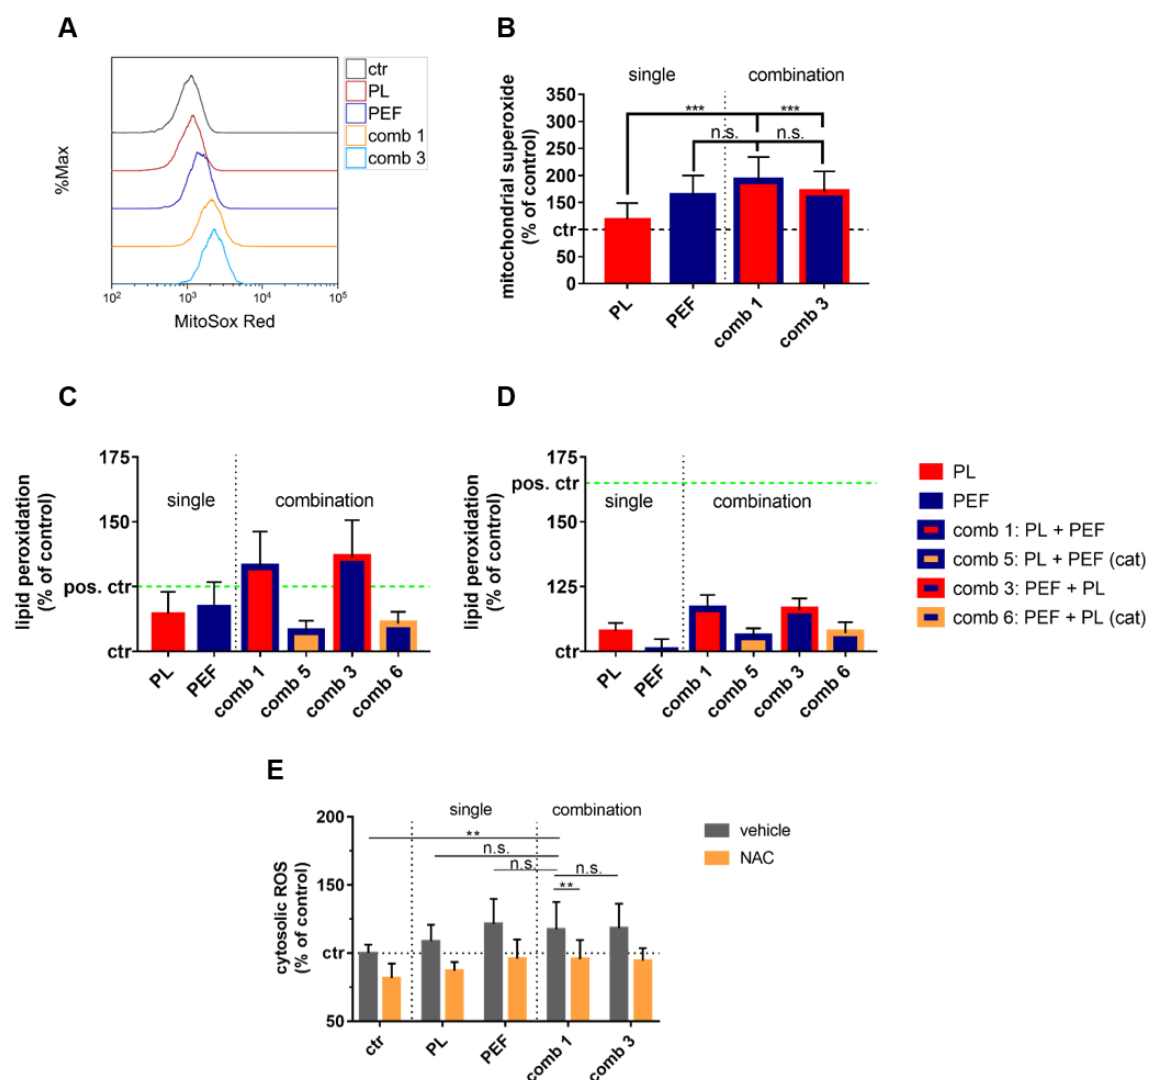 A
ctr
PL
PEF
comb 1
comb 3
%Max
10²
10³
10⁴
10⁵
MitoSox Red
B
single
combination
mitochondrial superoxide
(% of control)
350
300
250
200
150
ctr
50
0
***
***
n.s.
n.s.
PL
PEF
comb 1
comb 3
C
lipid peroxidation
(% of control)
175
150
pos. ctr
ctr
single
combination
PL
PEF
comb 1
comb 5
comb 3
comb 6
D
lipid peroxidation
(% of control)
175
pos. ctr
150
125
ctr
single
combination
PL
PEF
comb 1
comb 5
comb 3
comb 6
PL
PEF
comb 1: PL + PEF
comb 5: PL + PEF (cat)
comb 3: PEF + PL
comb 6: PEF + PL (cat)
E
single
combination
cytosolic ROS
(% of control)
200
150
ctr
50
**
n.s.
n.s.
n.s.
**
ctr
PL
PEF
comb 1
comb 3
vehicle
NAC